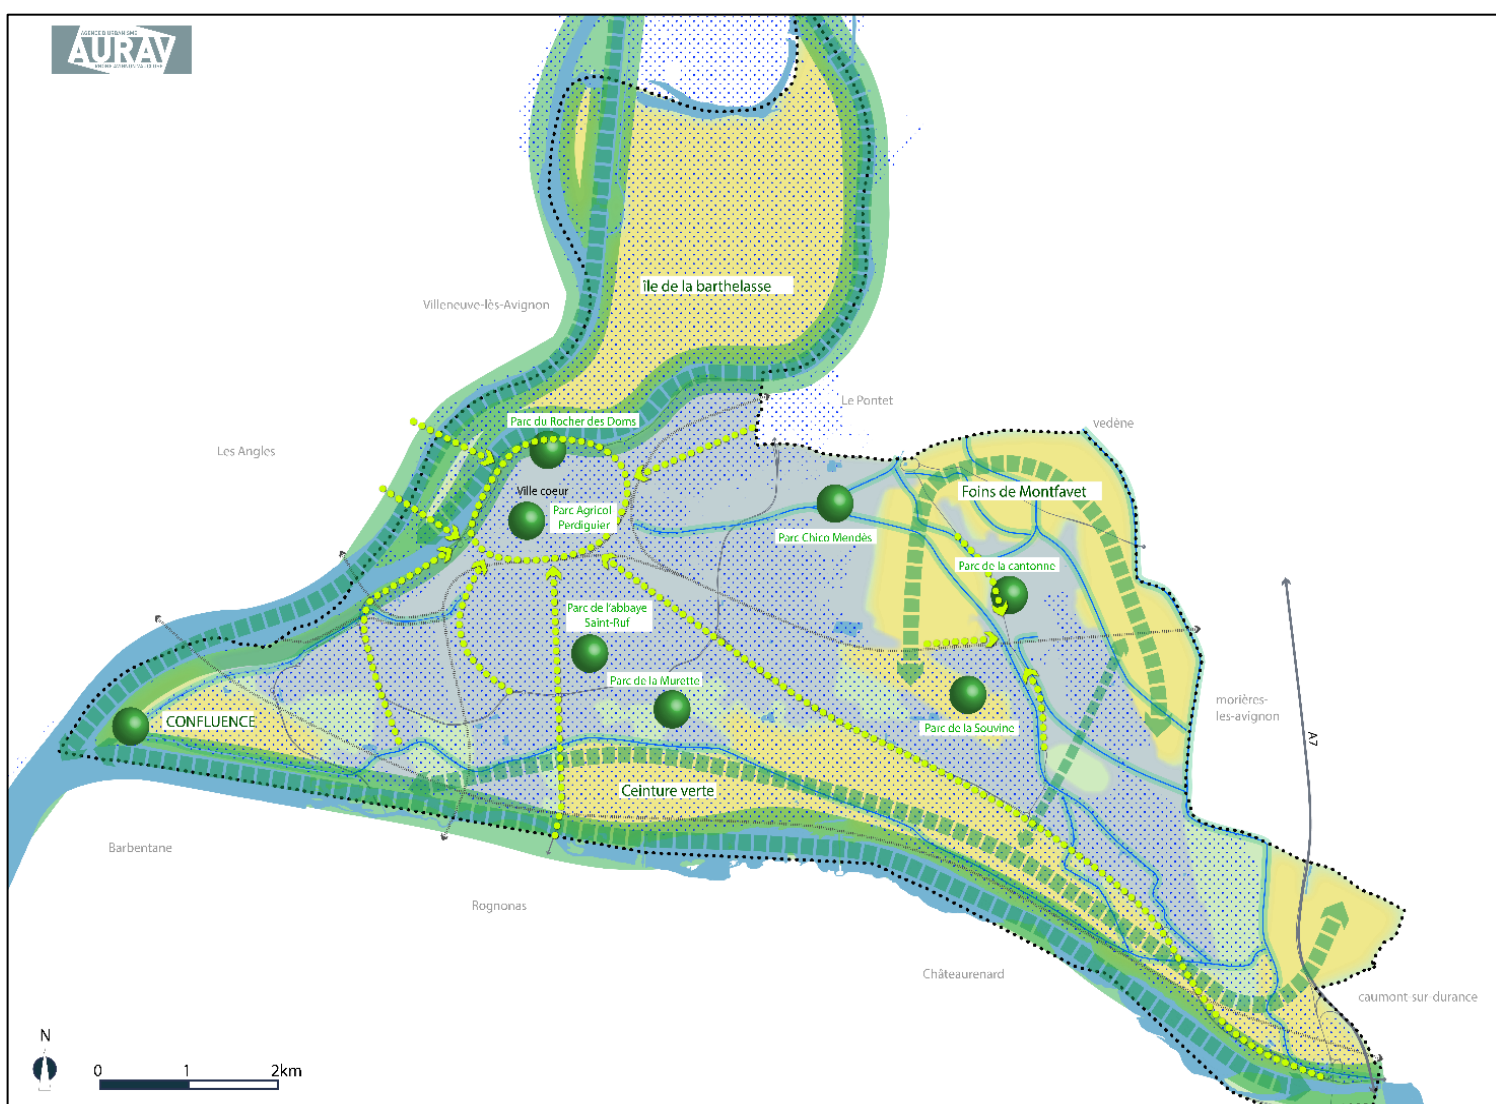 AGENCE D'URBANISME
AURAV
île de la barthelasse
Villeneuve-lès-Avignon
Le Pontet
Parc du Rocher des Doms
vedène
Les Angles
Ville coeur
Foins de Montfavet
Parc Agricol
Perdiguier
Parc Chico Mendès
Parc de la cantonne
Parc de l'abbaye
Saint-Ruf
Parc de la Murette
morières-
les-avignon
CONFLUENCE
Parc de la Souvine
A7
Ceinture verte
Barbentane
Rognonas
Châteaurenard
caumont-sur-durance
N
0 1 2km